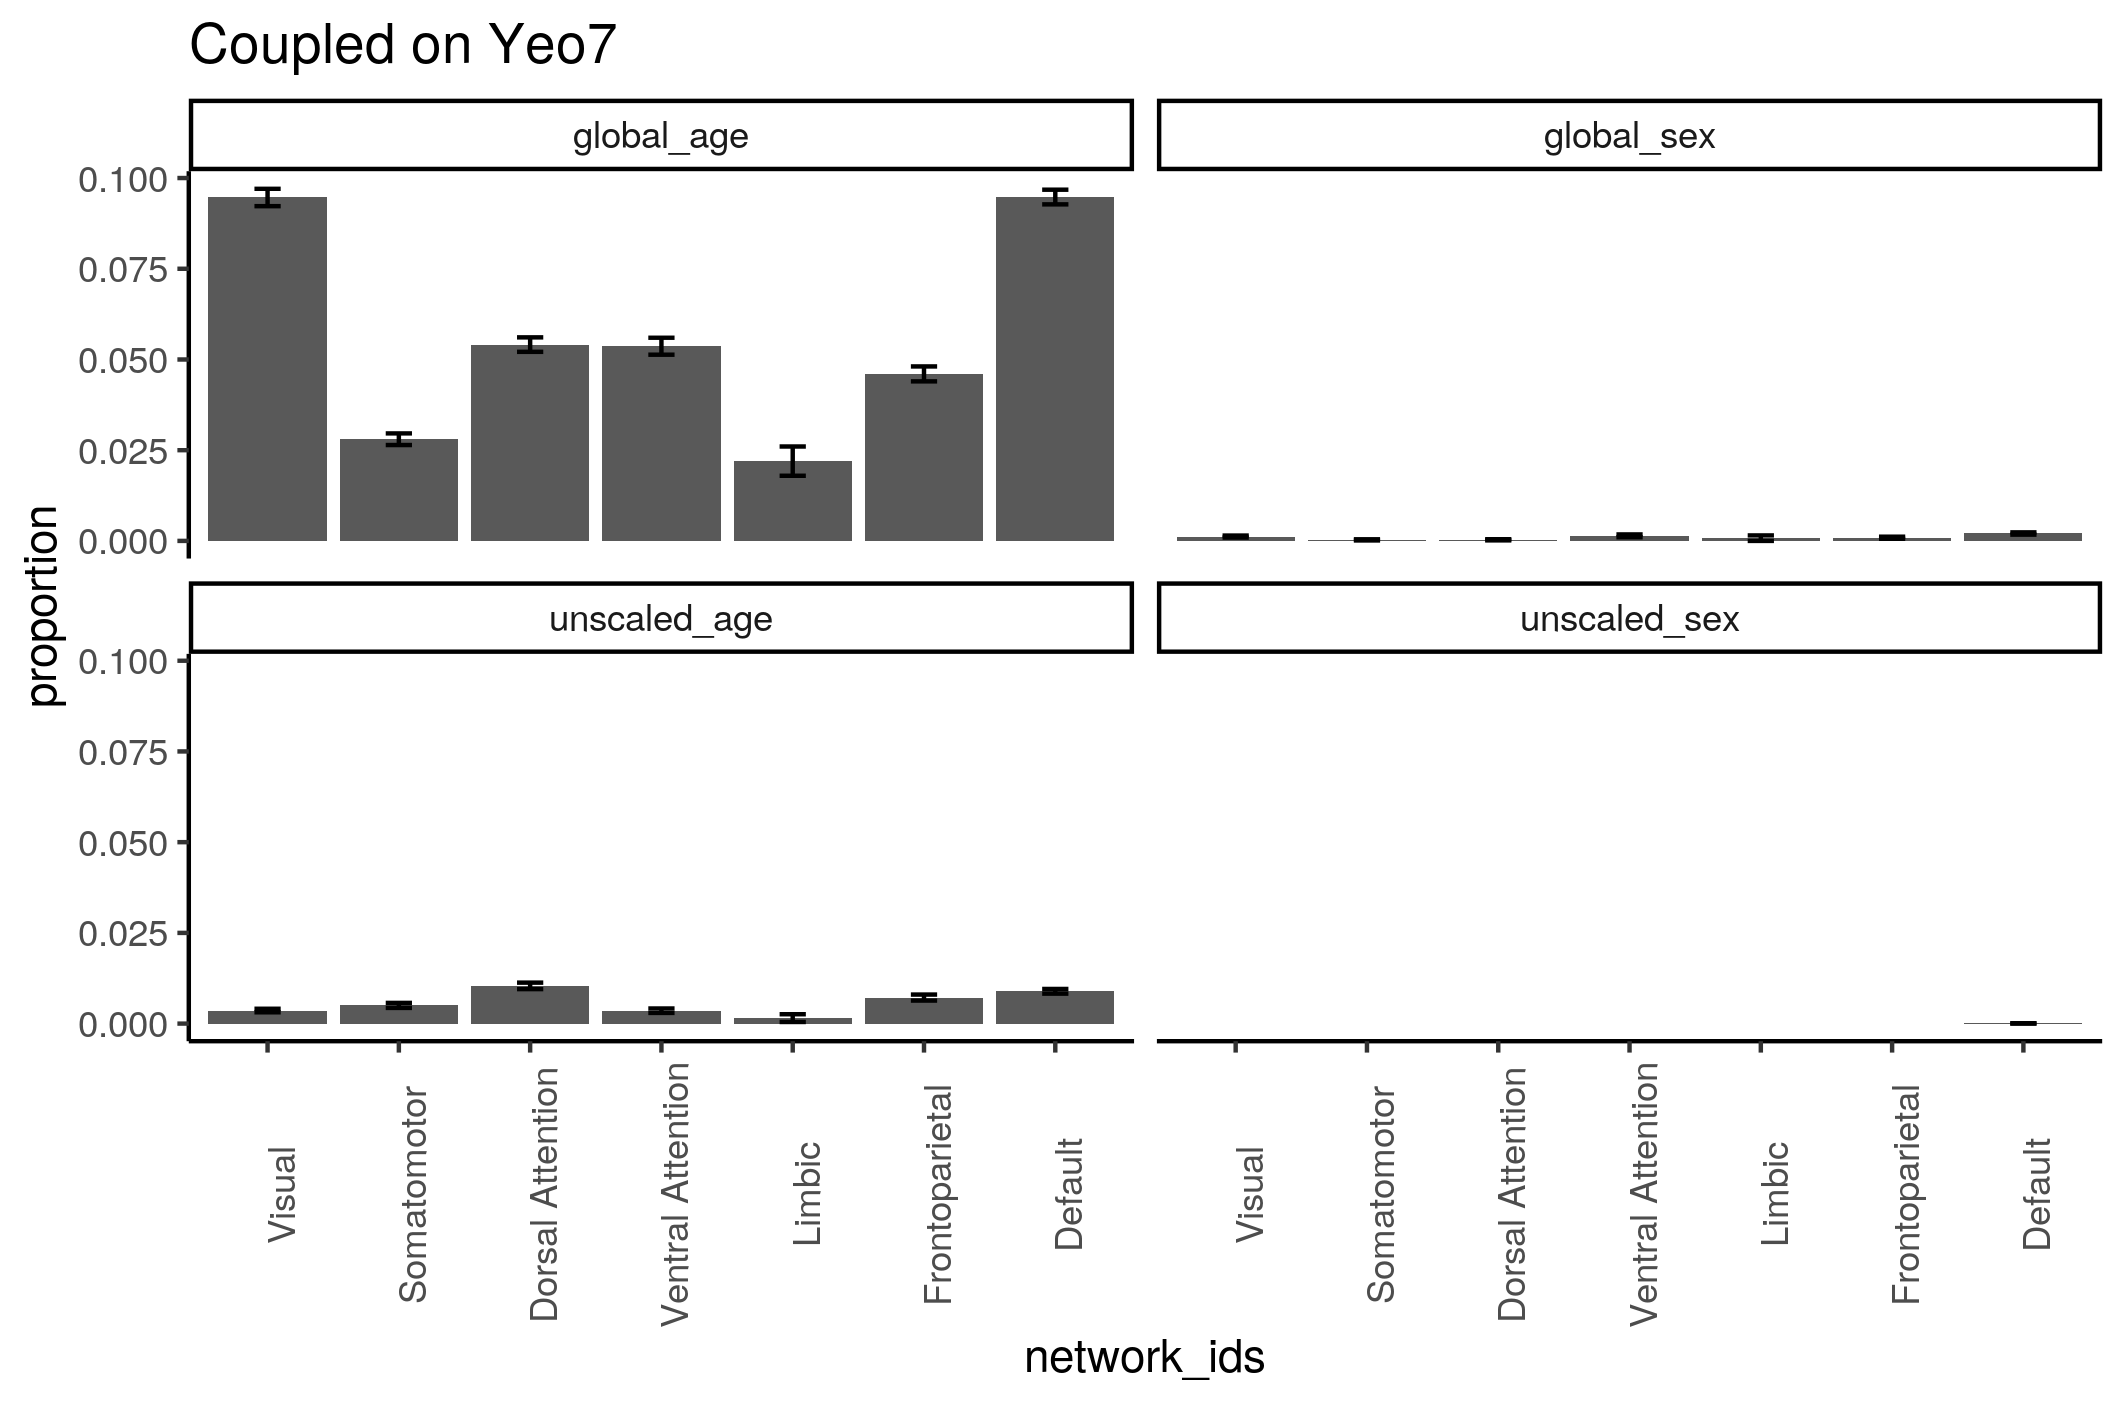 Coupled on Yeo7
global_age
global_sex
0.100
0.075
0.050
0.025
0.000
unscaled_age
unscaled_sex
0.100
0.075
0.050
0.025
0.000
proportion
Visual
Somatomotor
Dorsal Attention
Ventral Attention
Limbic
Frontoparietal
Default
Visual
Somatomotor
Dorsal Attention
Ventral Attention
Limbic
Frontoparietal
Default
network_ids